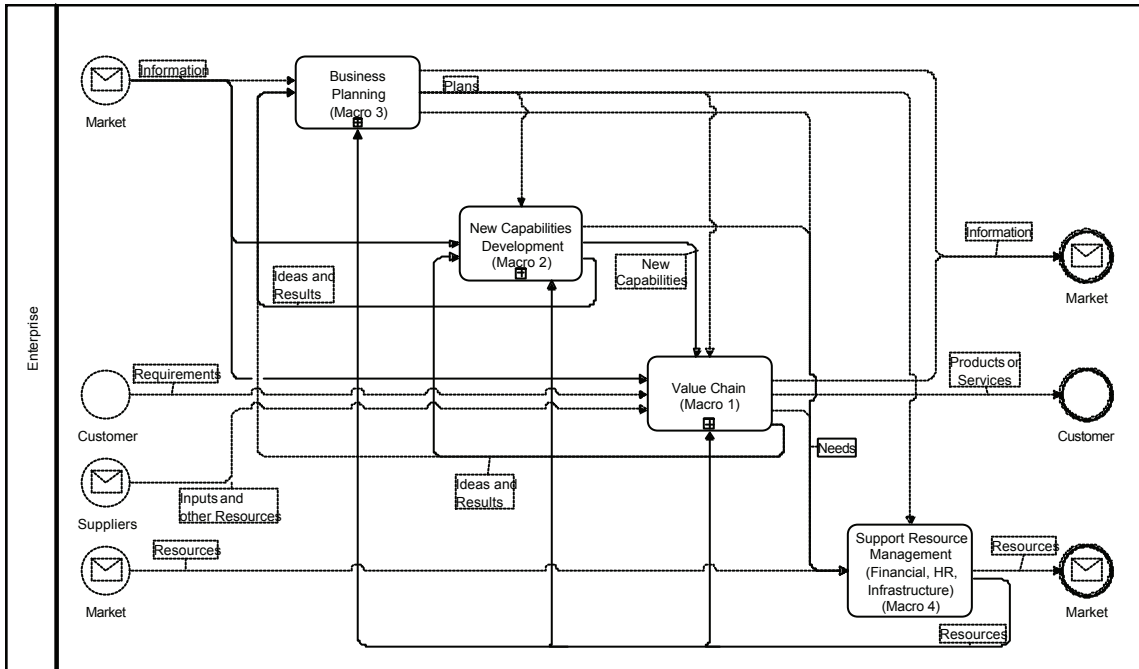 Enterprise
Information
Market
Business
Planning
(Macro 3)
Plans
New Capabilities
Development
(Macro 2)
New
Capabilities
Ideas and
Results
Information
Market
Requirements
Customer
Value Chain
(Macro 1)
Products or
Services
Customer
Suppliers
Inputs and
other Resources
Ideas and
Results
Needs
Resources
Market
Support Resource
Management
(Financial, HR,
Infrastructure)
(Macro 4)
Resources
Market
Resources